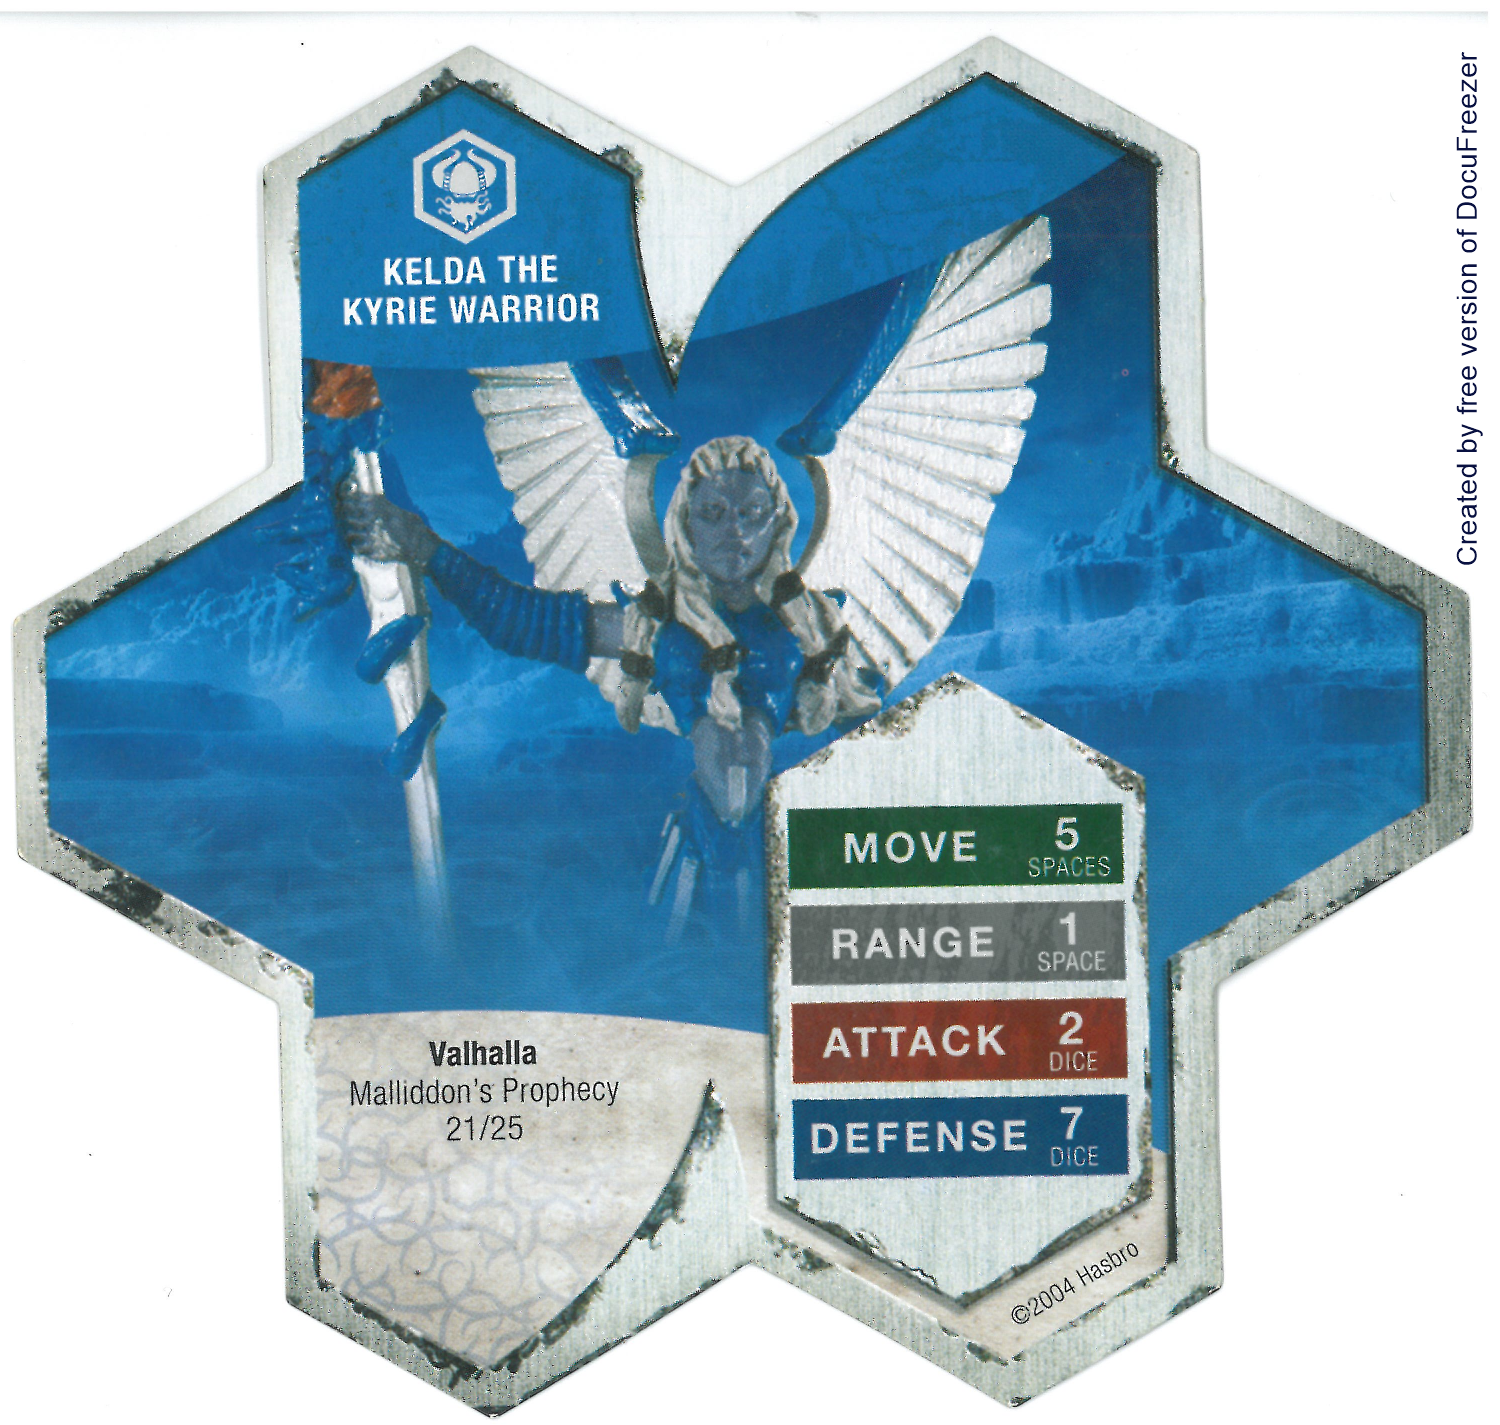 KELDA THE
KYRIE WARRIOR
MOVE 5
SPACES
RANGE 1
SPACE
ATTACK 2
DICE
DEFENSE 7
DICE
Valhalla
Malliddon's Prophecy
21/25
©2004 Hasbro
Created by free version of DocuFreezer